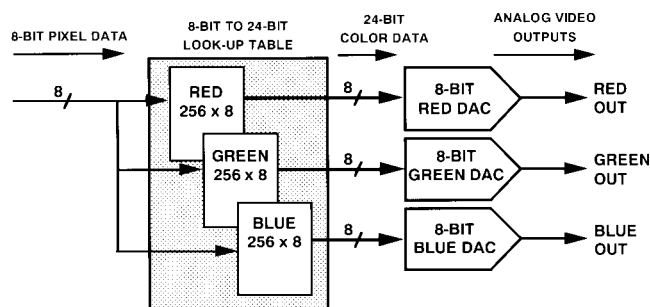 8-BIT PIXEL DATA
8-BIT TO 24-BIT
LOOK-UP TABLE
24-BIT
COLOR DATA
ANALOG VIDEO
OUTPUTS
8
RED
256 x 8
8
8-BIT
RED DAC
RED
OUT
GREEN
256 x 8
8
8-BIT
GREEN DAC
GREEN
OUT
BLUE
256 x 8
8
8-BIT
BLUE DAC
BLUE
OUT